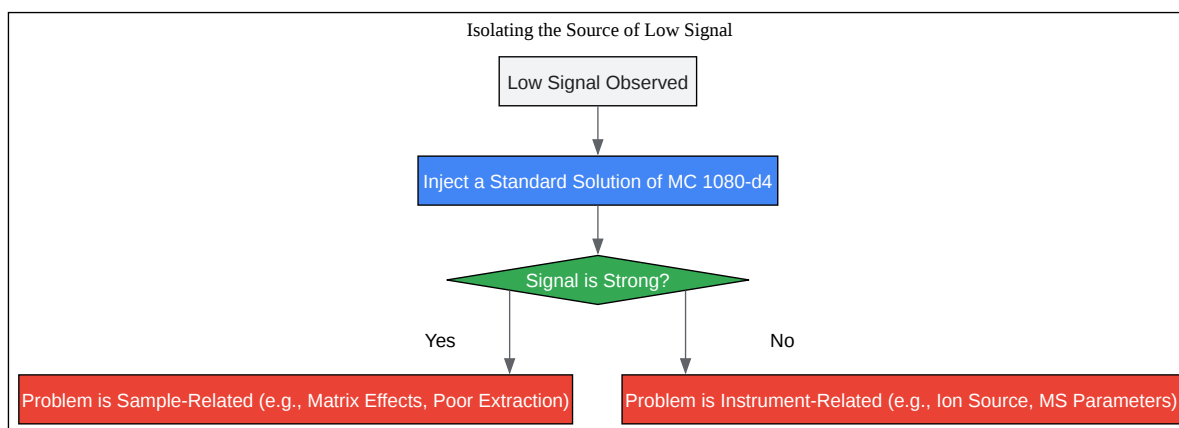 Isolating the Source of Low Signal
Low Signal Observed
Inject a Standard Solution of MC 1080-d4
Signal is Strong?
Yes
No
Problem is Sample-Related (e.g., Matrix Effects, Poor Extraction)
Problem is Instrument-Related (e.g., Ion Source, MS Parameters)